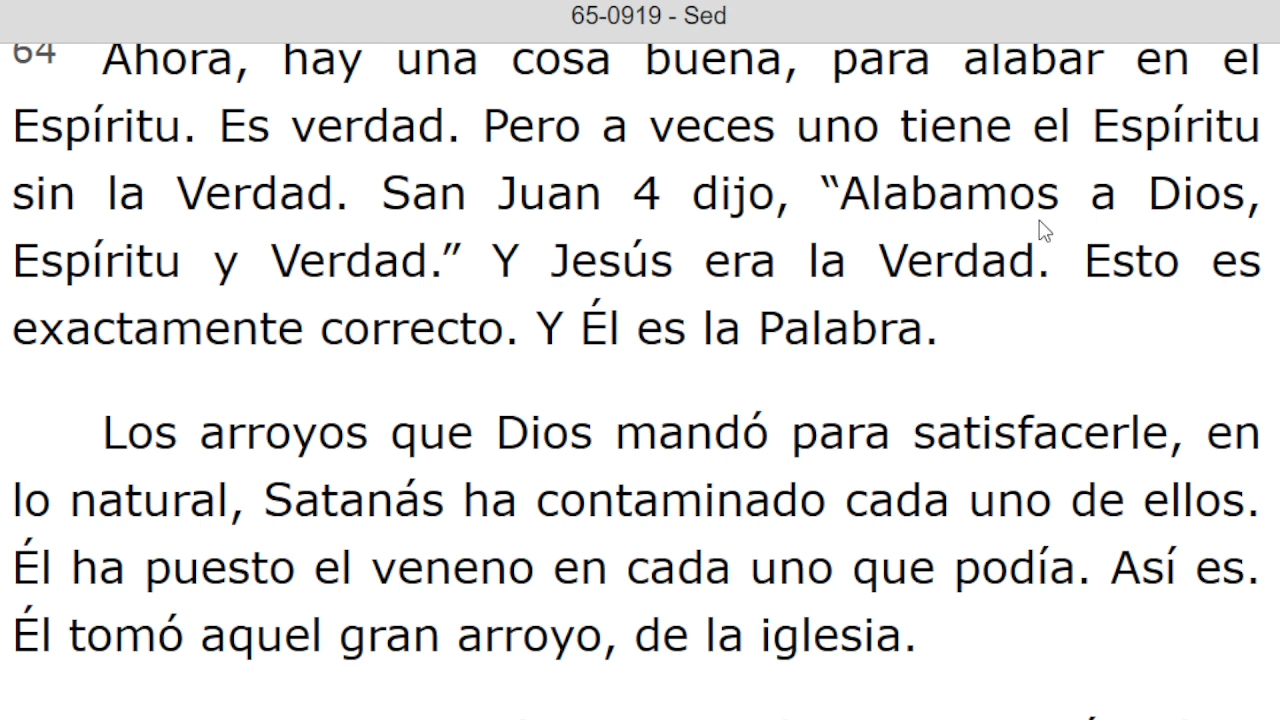 65-0919 - Sed
64 Ahora, hay una cosa buena, para alabar en el
Espíritu. Es verdad. Pero a veces uno tiene el Espíritu
sin la Verdad. San Juan 4 dijo, “Alabamos a Dios,
Espíritu y Verdad.” Y Jesús era la Verdad. Esto es
exactamente correcto. Y Él es la Palabra.
Los arroyos que Dios mandó para satisfacerle, en
lo natural, Satanás ha contaminado cada uno de ellos.
Él ha puesto el veneno en cada uno que podía. Así es.
Él tomó aquel gran arroyo, de la iglesia.